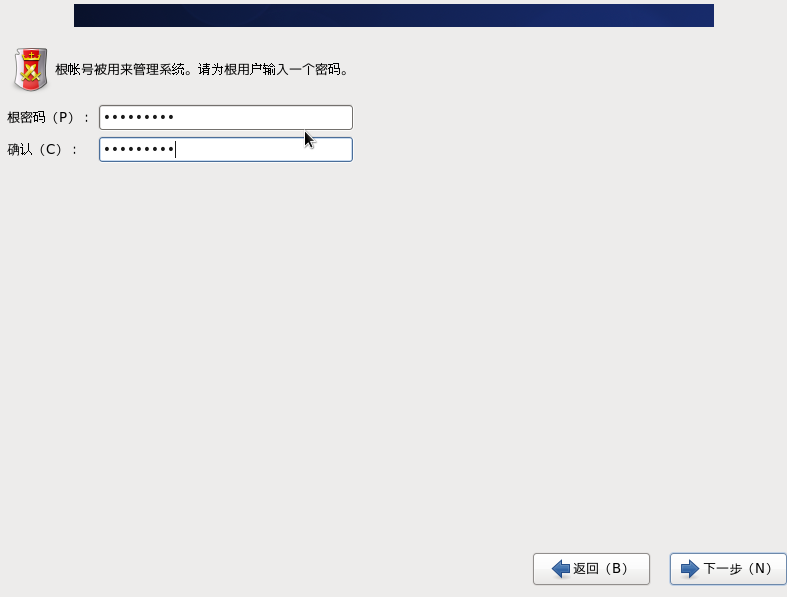 根帐号被用来管理系统。请为根用户输入一个密码。
根密码（P）： •••••••••
确认（C）： •••••••••
返回（B） 下一步（N）